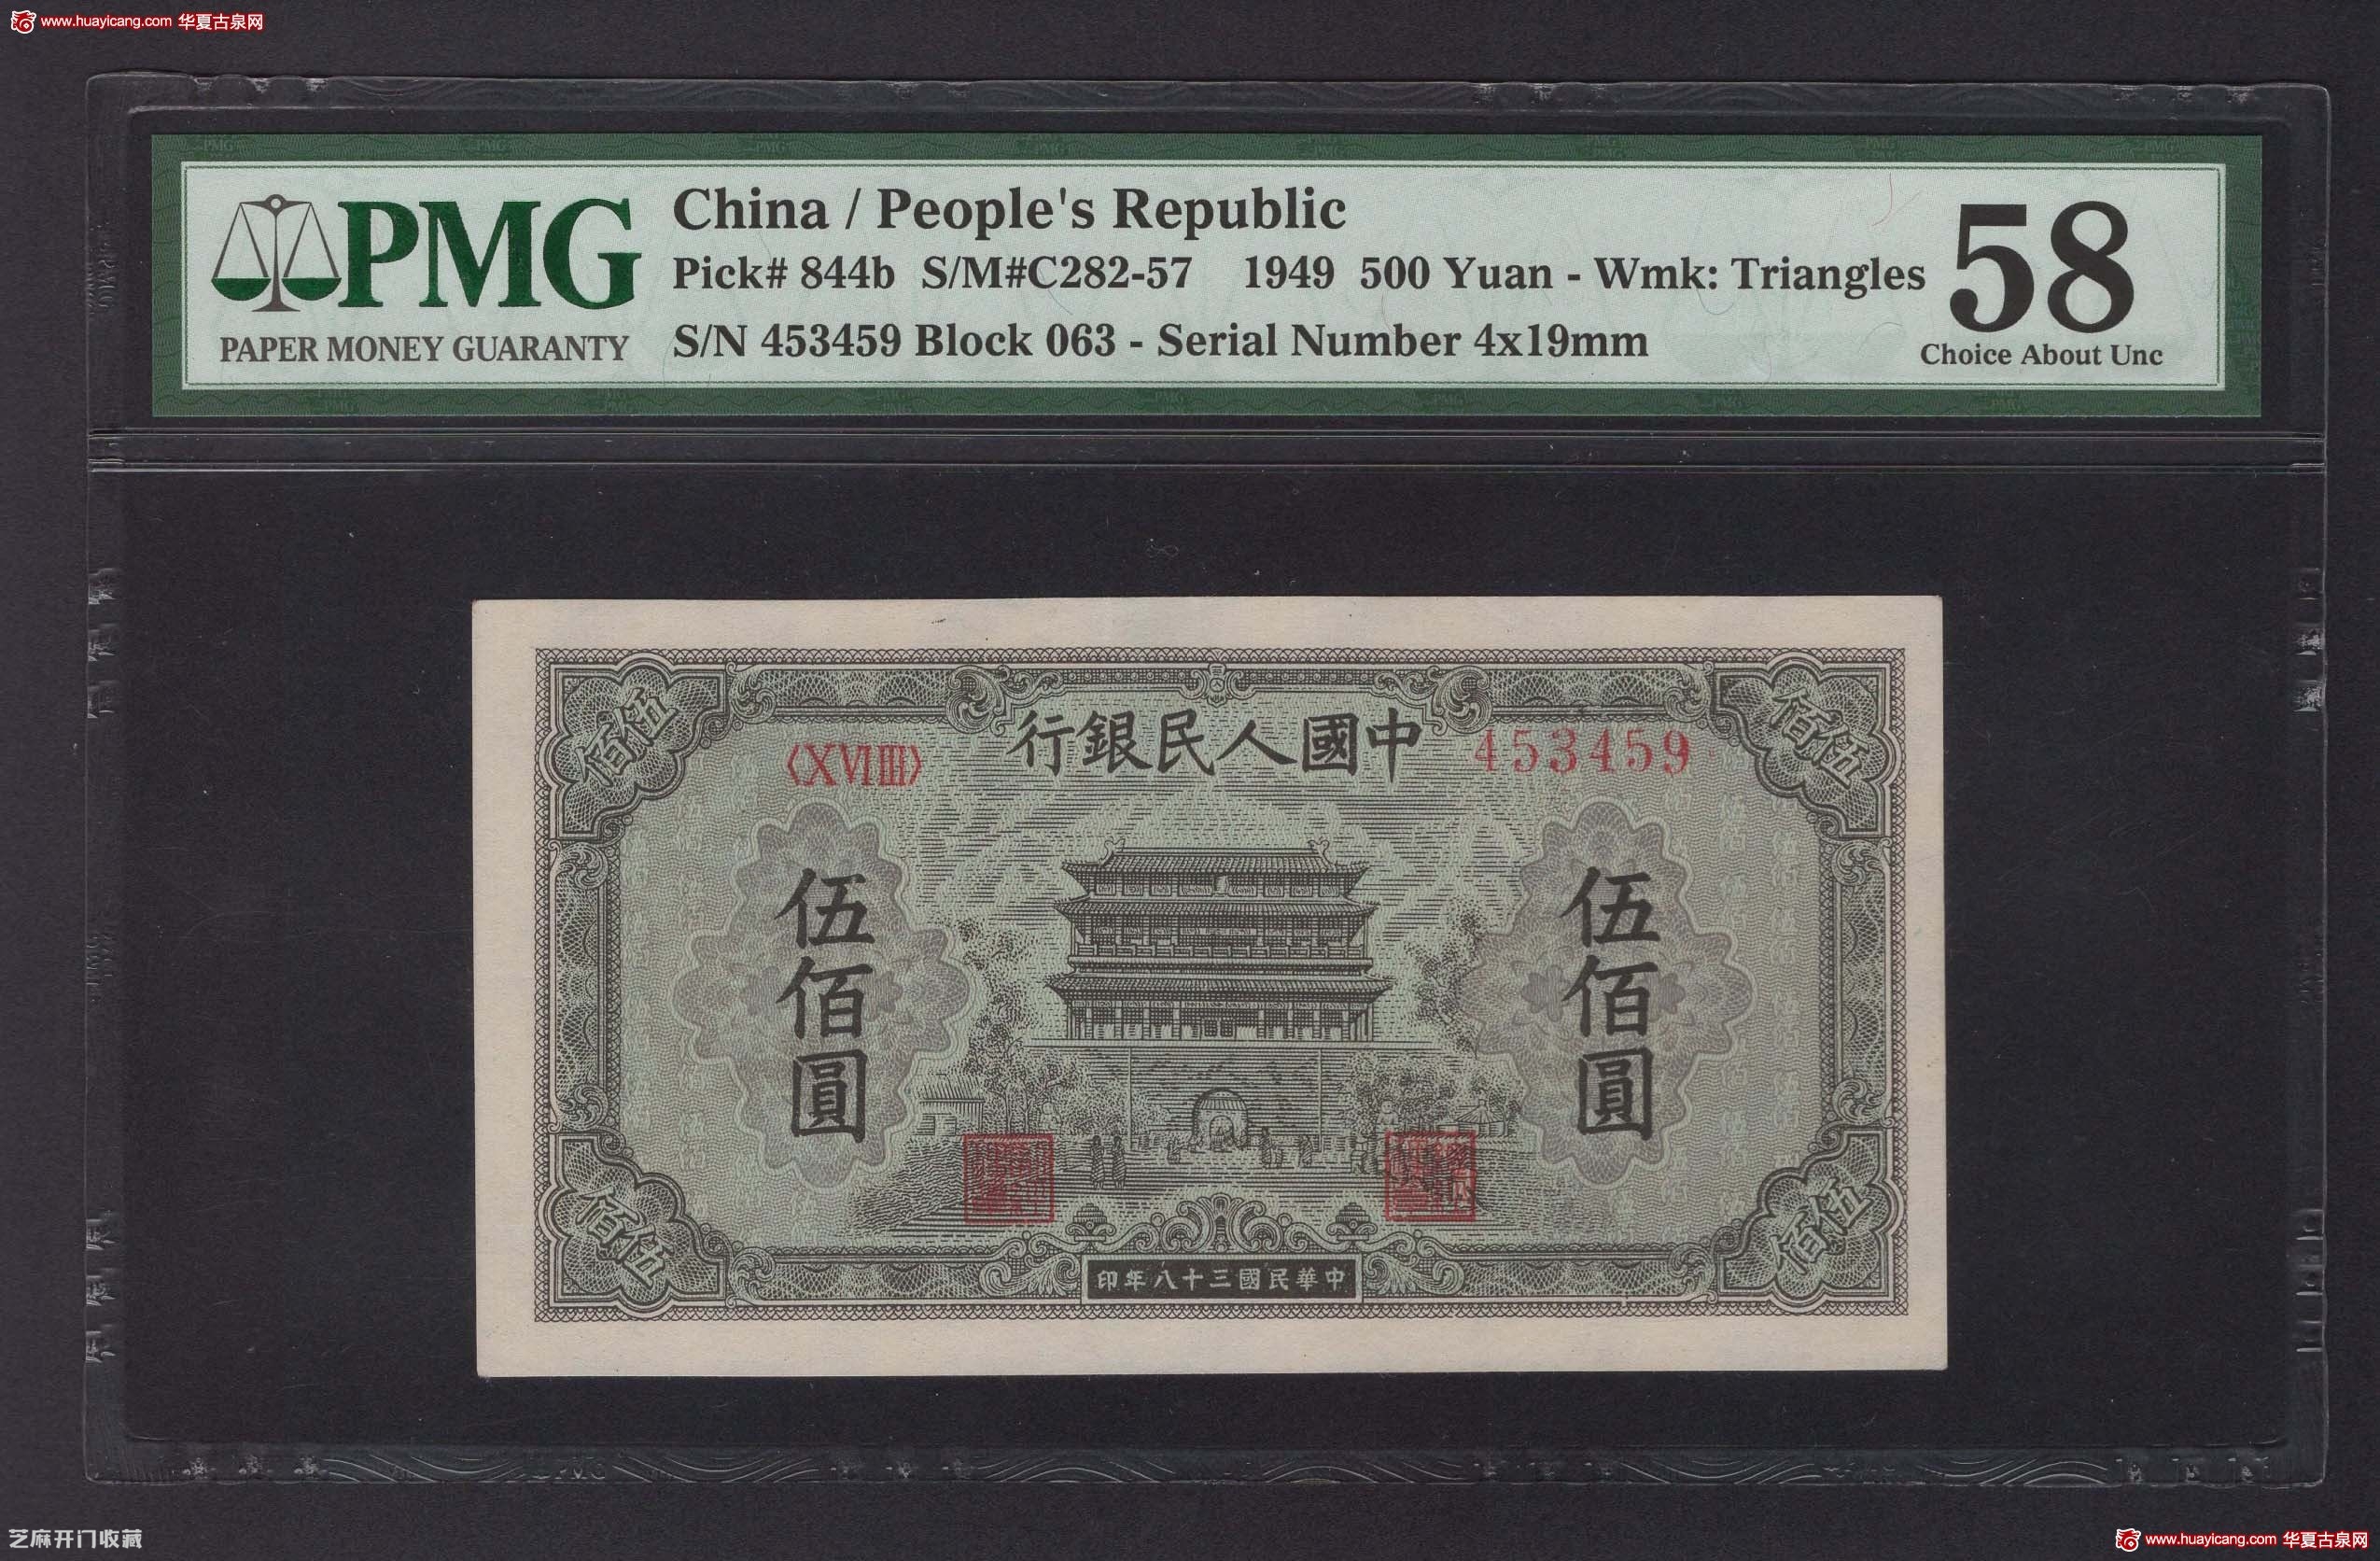 www.huayicang.com 华夏古泉网
PMG
PAPER MONEY GUARANTY
China / People's Republic
Pick# 844b S/M#C282-57 1949 500 Yuan - Wmk: Triangles
S/N 453459 Block 063 - Serial Number 4x19mm
58
Choice About Unc
伍佰
伍佰
中國人民銀行
〈XVIIII〉
453459
伍佰圓
伍佰圓
伍佰
伍佰
中華民國三十八年印
芝麻开门收藏
www.huayicang.com 华夏古泉网